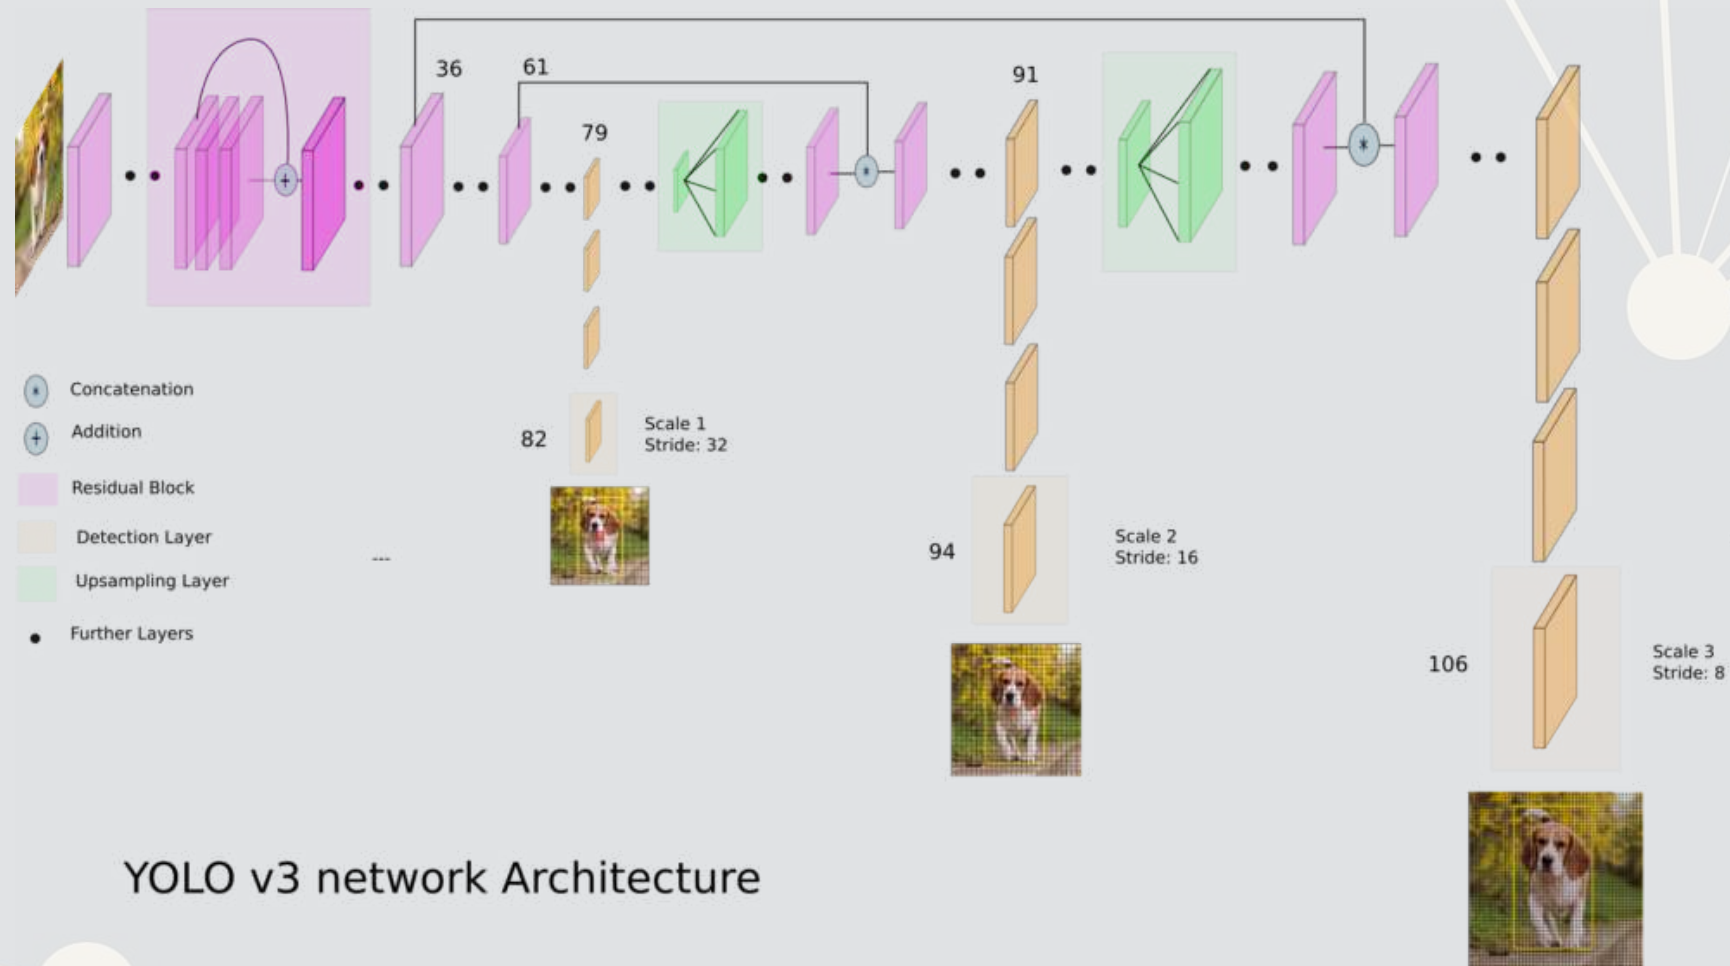 36
61
91
79
+
*
*
* Concatenation
+ Addition
Residual Block
Detection Layer
Upsampling Layer
Further Layers
---
82
Scale 1
Stride: 32
94
Scale 2
Stride: 16
106
Scale 3
Stride: 8
YOLO v3 network Architecture